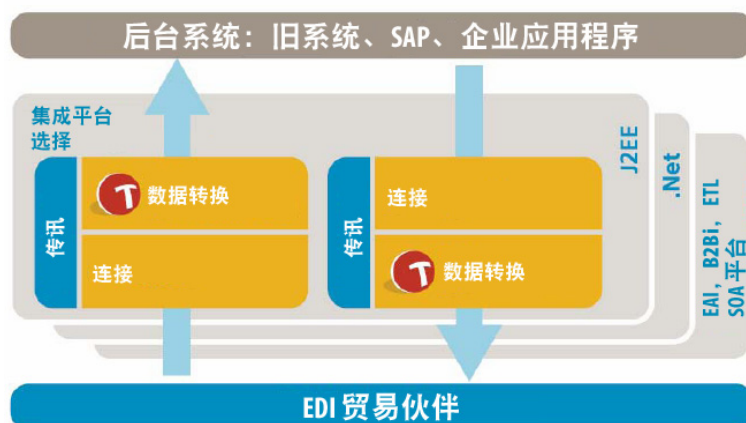 后台系统：旧系统、SAP、企业应用程序
集成平台
选择
传讯
T 数据转换
连接
传讯
连接
T 数据转换
J2EE
.Net
EAI, B2Bi, ETL
SOA 平台
EDI 贸易伙伴